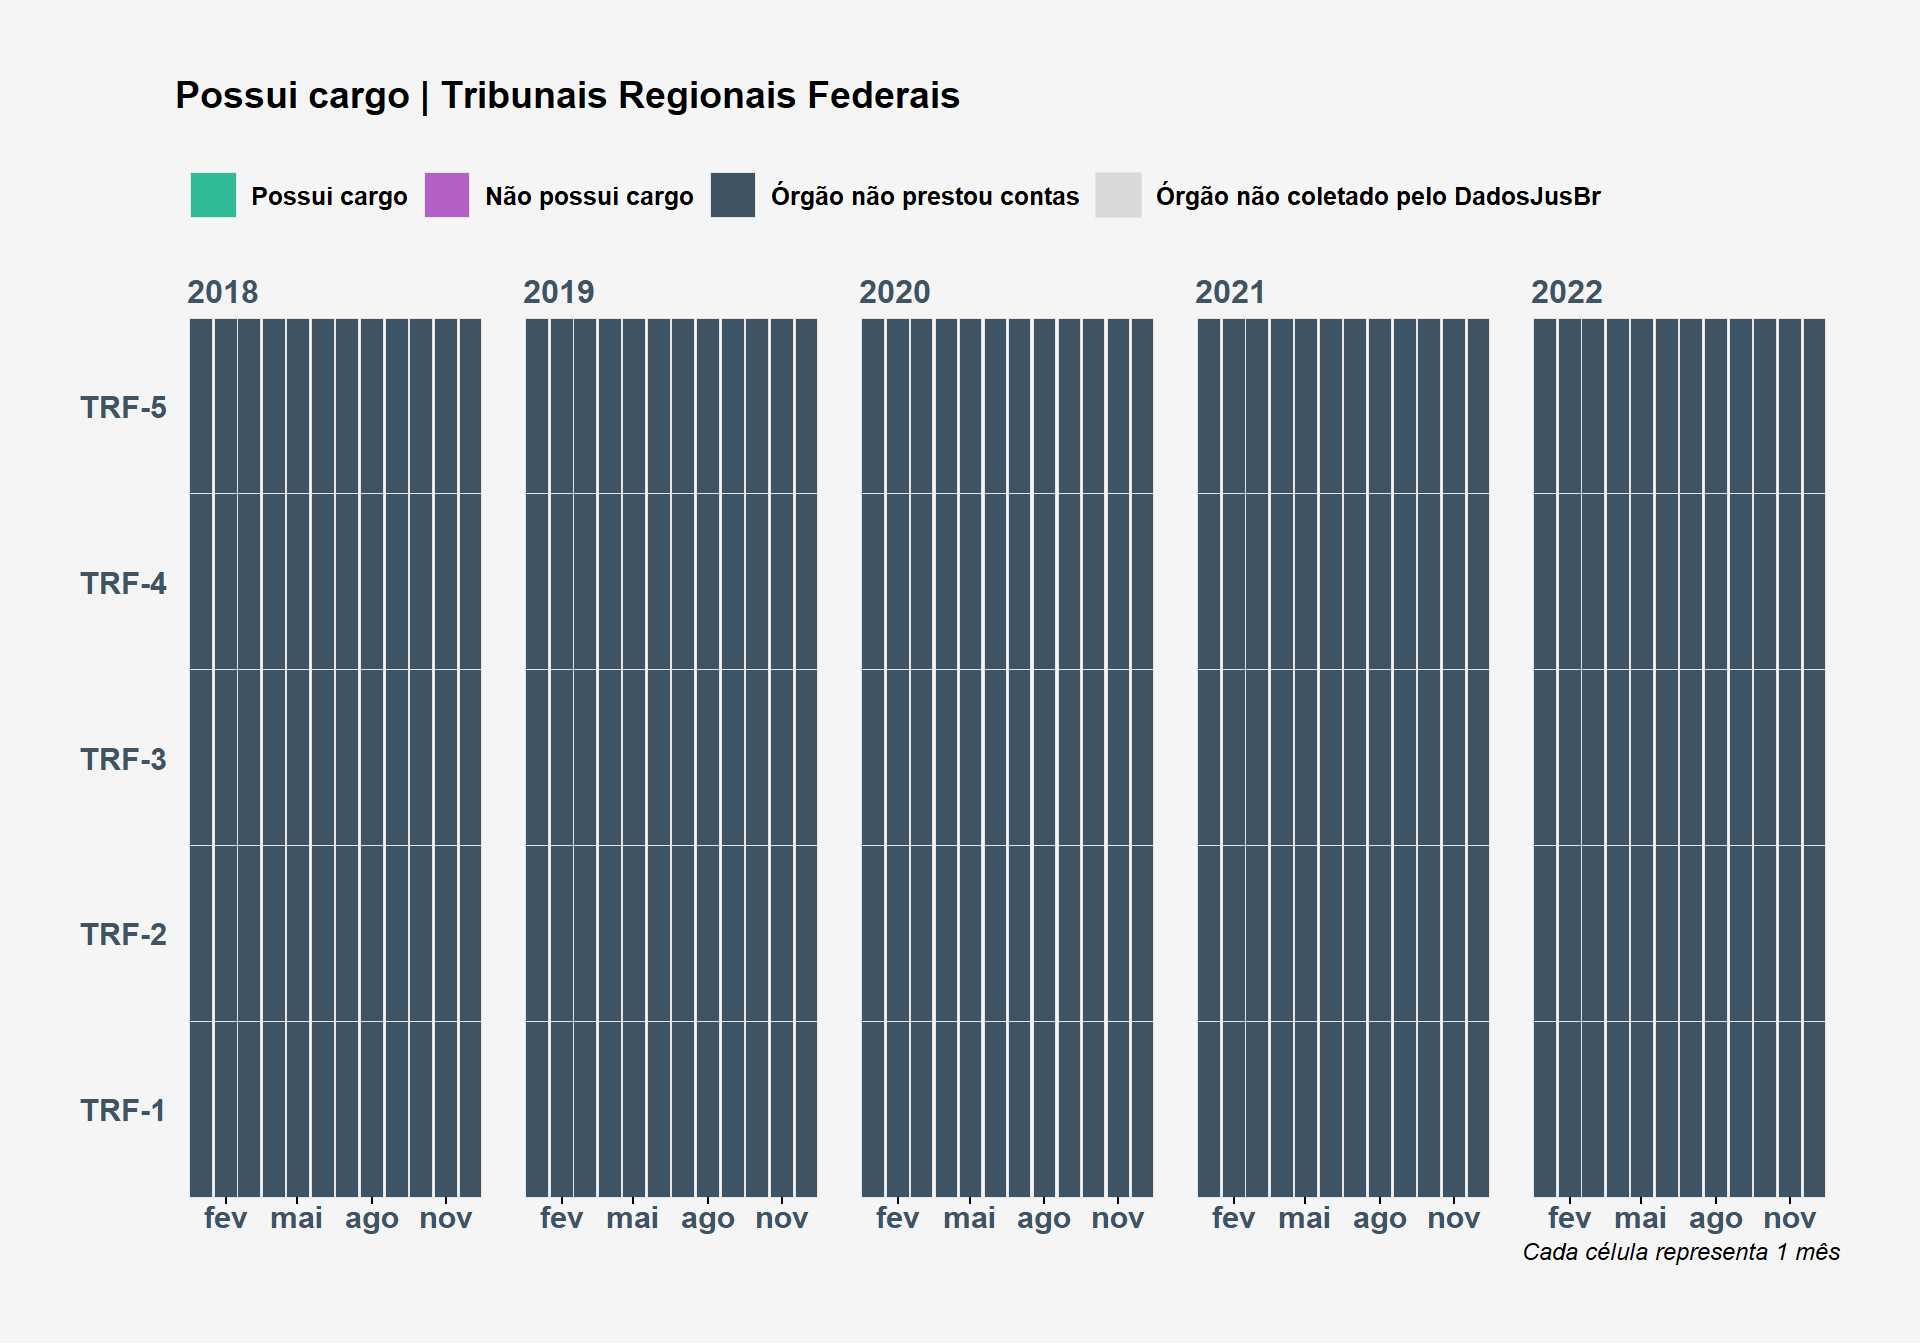 Possui cargo | Tribunais Regionais Federais
Possui cargo Não possui cargo Órgão não prestou contas Órgão não coletado pelo DadosJusBr
2018 2019 2020 2021 2022
TRF-5
TRF-4
TRF-3
TRF-2
TRF-1
fev mai ago nov fev mai ago nov fev mai ago nov fev mai ago nov fev mai ago nov
Cada célula representa 1 mês